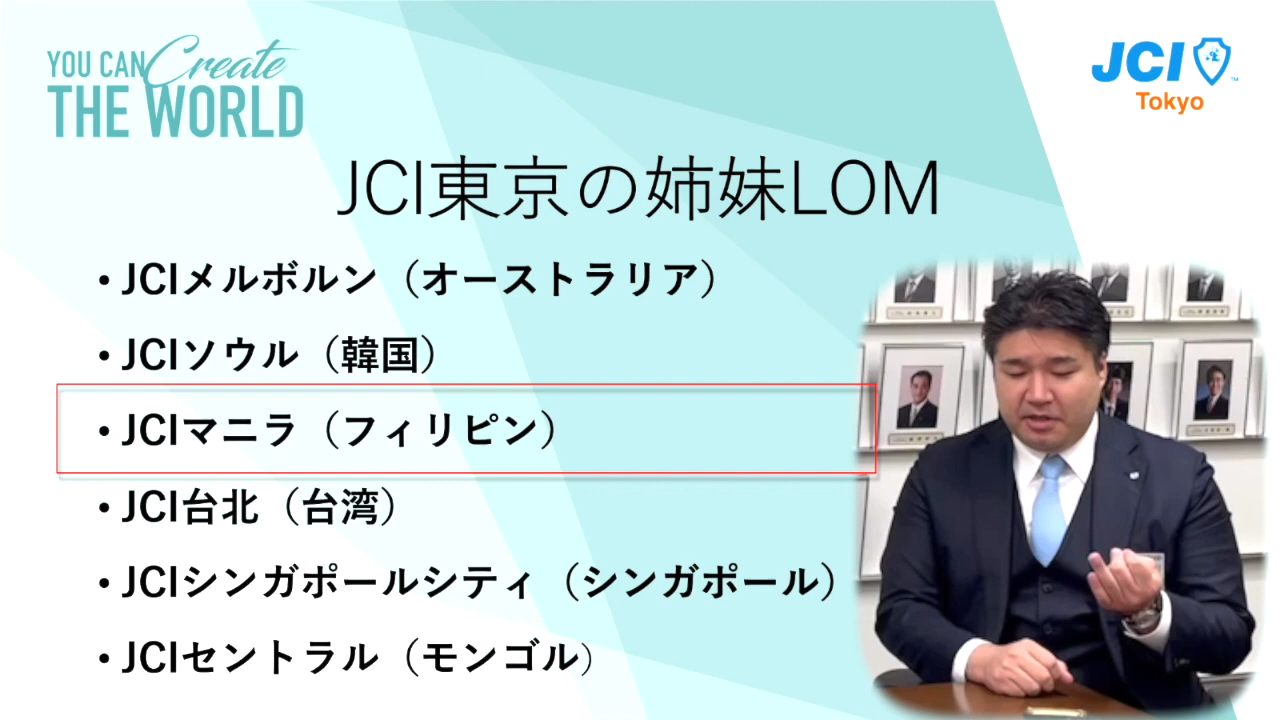 YOU CAN Create
THE WORLD
JCI
TM
Tokyo
JCI東京の姉妹LOM
• JCIメルボルン（オーストラリア）
• JCIソウル（韓国）
• JCIマニラ（フィリピン）
• JCI台北（台湾）
• JCIシンガポールシティ（シンガポール）
• JCIセントラル（モンゴル）